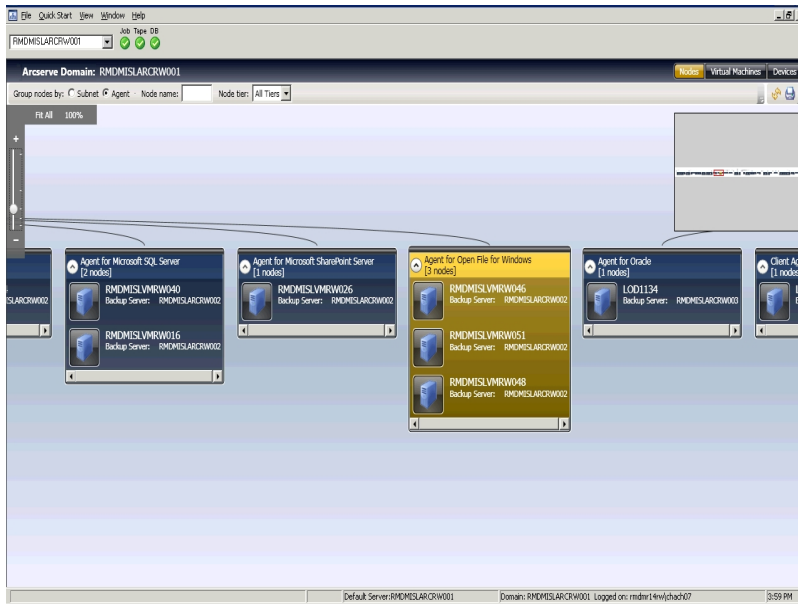 File Quick Start View Window Help
RMDMISLARCRW001
Job Tape DB
Arcserve Domain: RMDMISLARCRW001
Nodes Virtual Machines Devices
Group nodes by: Subnet Agent Node name: Node tier: All Tiers
Fit All 100%
Agent for Microsoft SQL Server
[2 nodes]
RMDMISLVMRW040
Backup Server: RMDMISLARCRW002
RMDMISLVMRW016
Backup Server: RMDMISLARCRW002
Agent for Microsoft SharePoint Server
[1 nodes]
RMDMISLVMRW026
Backup Server: RMDMISLARCRW002
Agent for Open File for Windows
[3 nodes]
RMDMISLVMRW046
Backup Server: RMDMISLARCRW002
RMDMISLVMRW051
Backup Server: RMDMISLARCRW002
RMDMISLVMRW048
Backup Server: RMDMISLARCRW002
Agent for Oracle
[1 nodes]
LOD1134
Backup Server: RMDMISLARCRW003
Client Ag
[1 nodes
ISLARCRW002
Default Server:RMDMISLARCRW001
Domain: RMDMISLARCRW001 Logged on: rmdmr14rw\chach07
3:59 PM